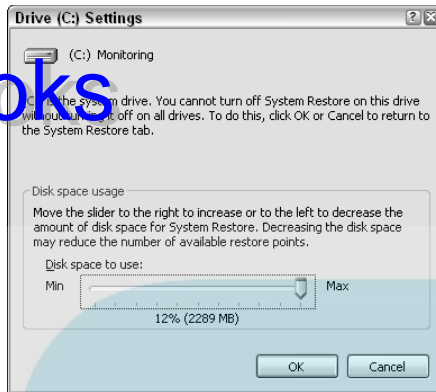 Drive (C:) Settings
(C:) Monitoring
oks
is the system drive. You cannot turn off System Restore on this drive
without turning it off on all drives. To do this, click OK or Cancel to return to
the System Restore tab.
Disk space usage
Move the slider to the right to increase or to the left to decrease the
amount of disk space for System Restore. Decreasing the disk space
may reduce the number of available restore points.
Disk space to use:
Min Max
12% (2289 MB)
OK Cancel